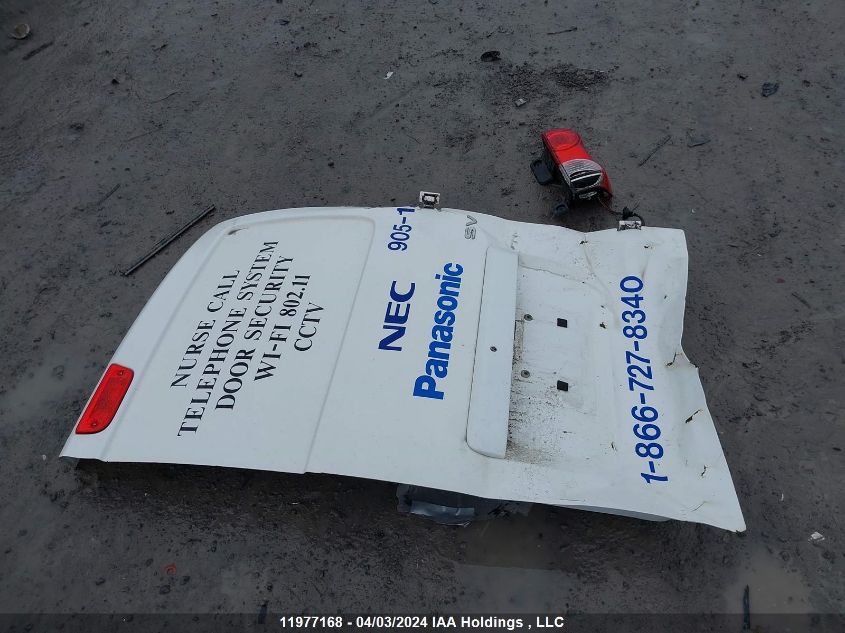 NURSE CALL
TELEPHONE SYSTEM
DOOR SECURITY
WI-FI 802.11
CCTV
905-1
NEC
Panasonic
SV
1-866-727-8340
11977168 - 04/03/2024 IAA Holdings , LLC